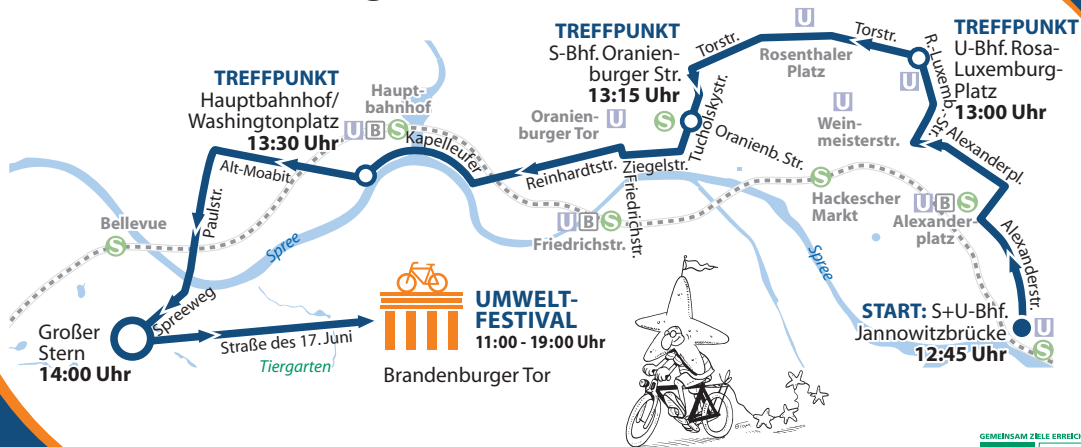 TREFFPUNKT
U-Bhf. Rosa-
Luxemburg-
Platz
13:00 Uhr
TREFFPUNKT
S-Bhf. Oranien-
burger Str.
13:15 Uhr
TREFFPUNKT
Hauptbahnhof/
Washingtonplatz
13:30 Uhr
Haupt-
bahnhof
U B S
Torstr.
Torstr.
U
Rosenthaler
Platz
U
R.-Luxemb.-Str.
U
Wein-
meisterstr.
Oranien-
burger Tor
U
S
Tucholskystr.
Oranienb. Str.
Kapelleufer
Alt-Moabit
Reinhardtstr.
Ziegelstr.
Friedrichstr.
S
Hackescher
Markt
Alexanderpl.
U B S
Alexander-
platz
Alexanderstr.
U B S
Friedrichstr.
Bellevue
S
Paulstr.
Spree
Spree
Spreeweg
Großer
Stern
14:00 Uhr
Straße des 17. Juni
Tiergarten
UMWELT-
FESTIVAL
11:00 - 19:00 Uhr
Brandenburger Tor
START: S+U-Bhf.
Jannowitzbrücke
12:45 Uhr
U
S
GEMEINSAM ZIELE ERREIC